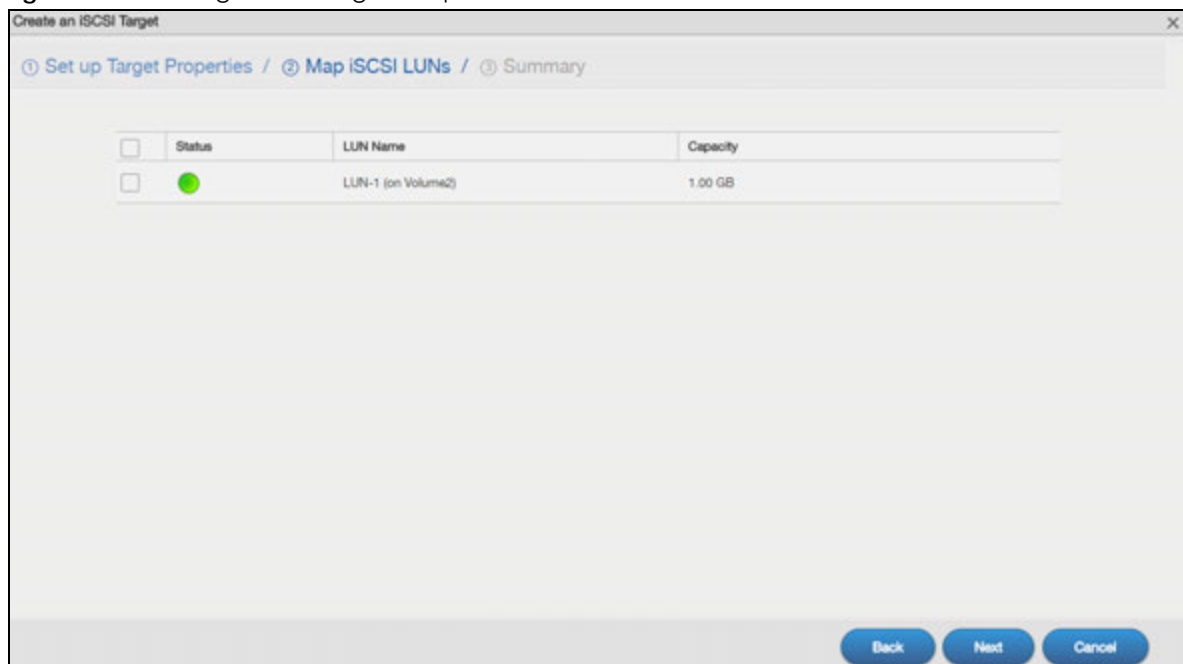 Create an iSCSI Target
① Set up Target Properties / ② Map iSCSI LUNs / ③ Summary
Status LUN Name Capacity
LUN-1 (on Volume2) 1.00 GB
Back Next Cancel